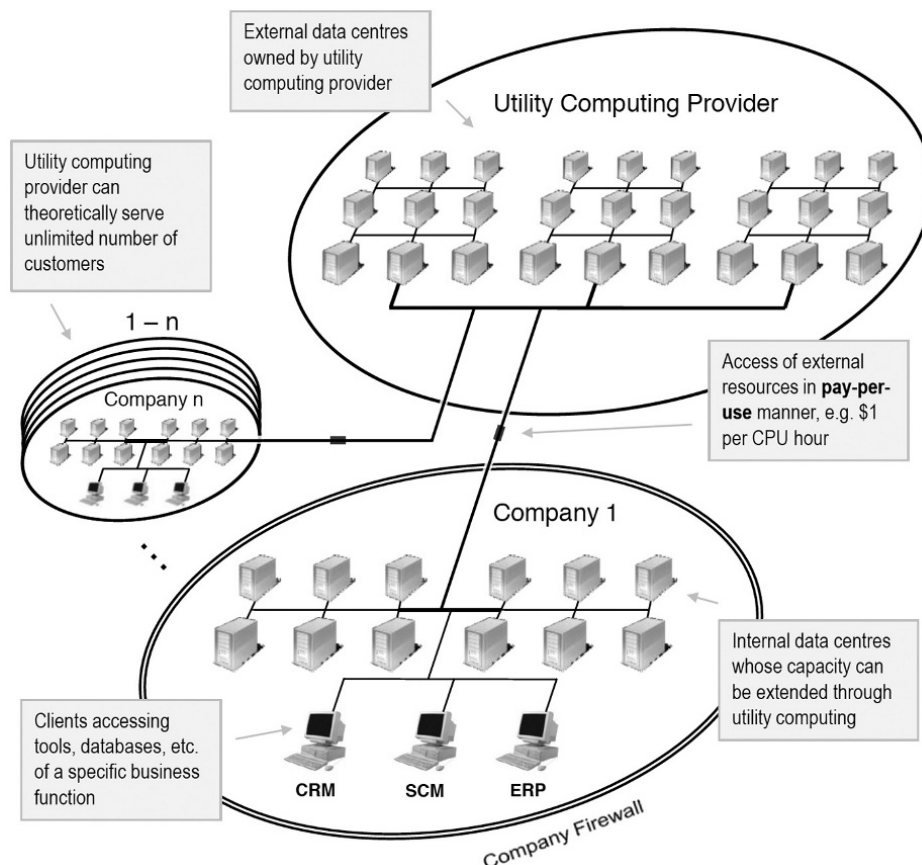 External data centres
owned by utility
computing provider
Utility Computing Provider
Utility computing
provider can
theoretically serve
unlimited number of
customers
1 – n
Company n
Access of external
resources in pay-per-
use manner, e.g. $1
per CPU hour
Company 1
Internal data centres
whose capacity can
be extended through
utility computing
Clients accessing
tools, databases, etc.
of a specific business
function
CRM
SCM
ERP
Company Firewall